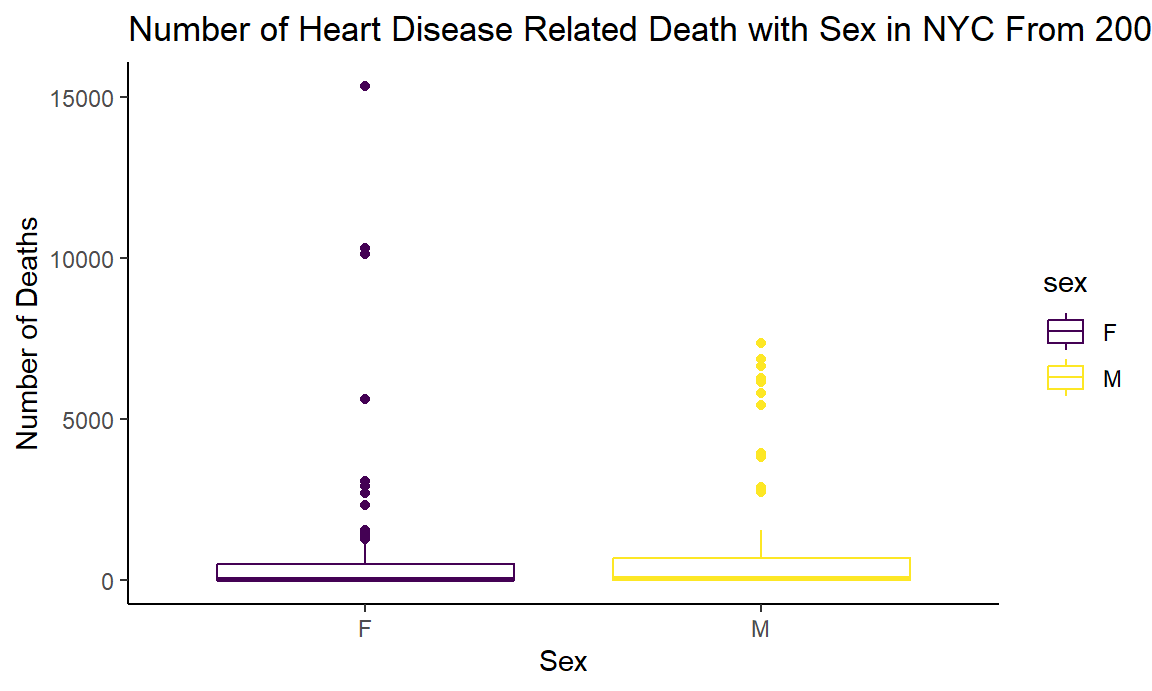 Number of Heart Disease Related Death with Sex in NYC From 200
15000
10000
5000
0
Number of Deaths
F
M
Sex
sex
F
M